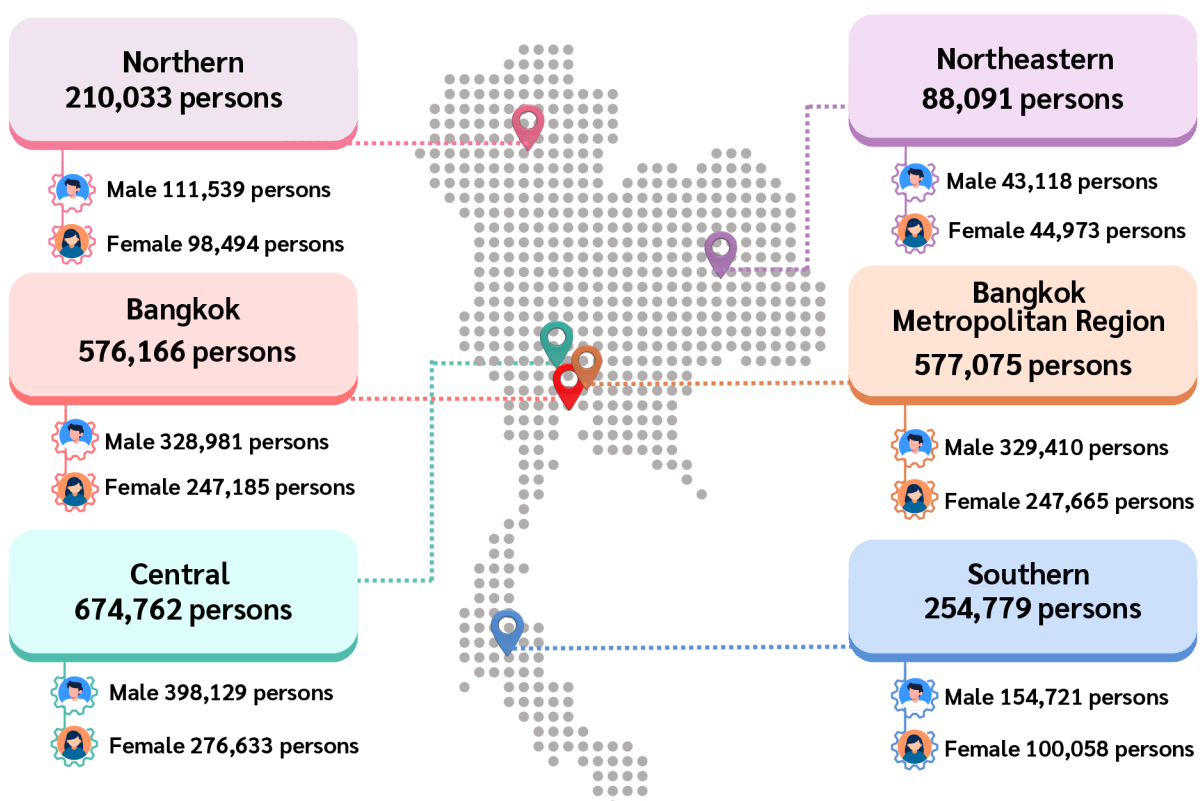 Northern
210,033 persons
Male 111,539 persons
Female 98,494 persons
Bangkok
576,166 persons
Male 328,981 persons
Female 247,185 persons
Central
674,762 persons
Male 398,129 persons
Female 276,633 persons
Northeastern
88,091 persons
Male 43,118 persons
Female 44,973 persons
Bangkok
Metropolitan Region
577,075 persons
Male 329,410 persons
Female 247,665 persons
Southern
254,779 persons
Male 154,721 persons
Female 100,058 persons